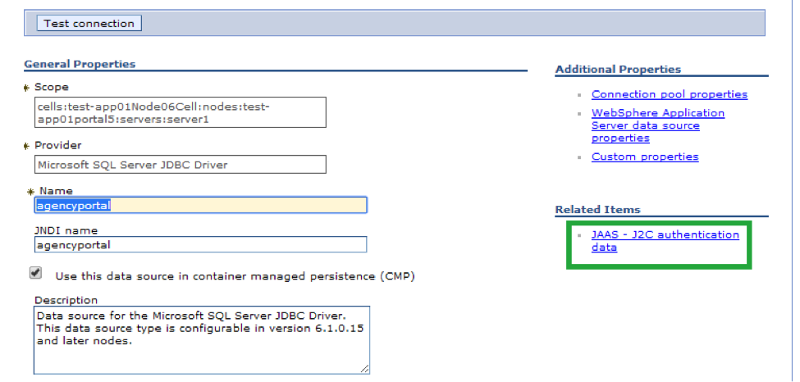 Test connection
General Properties
Scope
cells:test-app01Node06Cell:nodes:test-
app01portal5:servers:server1
Provider
Microsoft SQL Server JDBC Driver
Name
agencyportal
JNDI name
agencyportal
Use this data source in container managed persistence (CMP)
Description
Data source for the Microsoft SQL Server JDBC Driver.
This data source type is configurable in version 6.1.0.15
and later nodes.
Additional Properties
Connection pool properties
WebSphere Application
Server data source
properties
Custom properties
Related Items
JAAS - J2C authentication
data